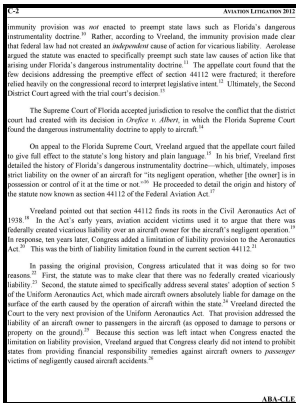 C-2
AVIATION LITIGATION 2012
immunity provision was not enacted to preempt state laws such as Florida's dangerous
instrumentality doctrine.10 Rather, according to Vreeland, the immunity provision made clear
that federal law had not created an independent cause of action for vicarious liability. Aerolease
argued the statute was enacted to specifically preempt such state law causes of action like that
arising under Florida's dangerous instrumentality doctrine.11 The appellate court found that the
few decisions addressing the preemptive effect of section 44112 were fractured; it therefore
relied heavily on the congressional record to interpret legislative intent.12 Ultimately, the Second
District Court agreed with the trial court's decision.13
The Supreme Court of Florida accepted jurisdiction to resolve the conflict that the district
court had created with its decision in Orefice v. Albert, in which the Florida Supreme Court
found the dangerous instrumentality doctrine to apply to aircraft.14
On appeal to the Florida Supreme Court, Vreeland argued that the appellate court failed
to give full effect to the statute's long history and plain language.15 In his brief, Vreeland first
detailed the history of Florida's dangerous instrumentality doctrine—which, ultimately, imposes
strict liability on the owner of an aircraft for "its negligent operation, whether [the owner] is in
possession or control of it at the time or not."16 He proceeded to detail the origin and history of
the statute now known as section 44112 of the Federal Aviation Act.17
Vreeland pointed out that section 44112 finds its roots in the Civil Aeronautics Act of
1938.18 In the Act's early years, aviation accident victims used it to argue that there was
federally created vicarious liability over an aircraft owner for the aircraft's negligent operation.19
In response, ten years later, Congress added a limitation of liability provision to the Aeronautics
Act.20 This was the birth of liability limitation found in the current section 44112.21
In passing the original provision, Congress articulated that it was doing so for two
reasons.22 First, the statute was to make clear that there was no federally created vicariously
liability.23 Second, the statute aimed to specifically address several states' adoption of section 5
of the Uniform Aeronautics Act, which made aircraft owners absolutely liable for damage on the
surface of the earth caused by the operation of aircraft within the state.24 Vreeland directed the
Court to the very next provision of the Uniform Aeronautics Act. That provision addressed the
liability of an aircraft owner to passengers in the aircraft (as opposed to damage to persons or
property on the ground).25 Because this section was left intact when Congress enacted the
limitation on liability provision, Vreeland argued that Congress clearly did not intend to prohibit
states from providing financial responsibility remedies against aircraft owners to passenger
victims of negligently caused aircraft accidents.26
ABA-CLE